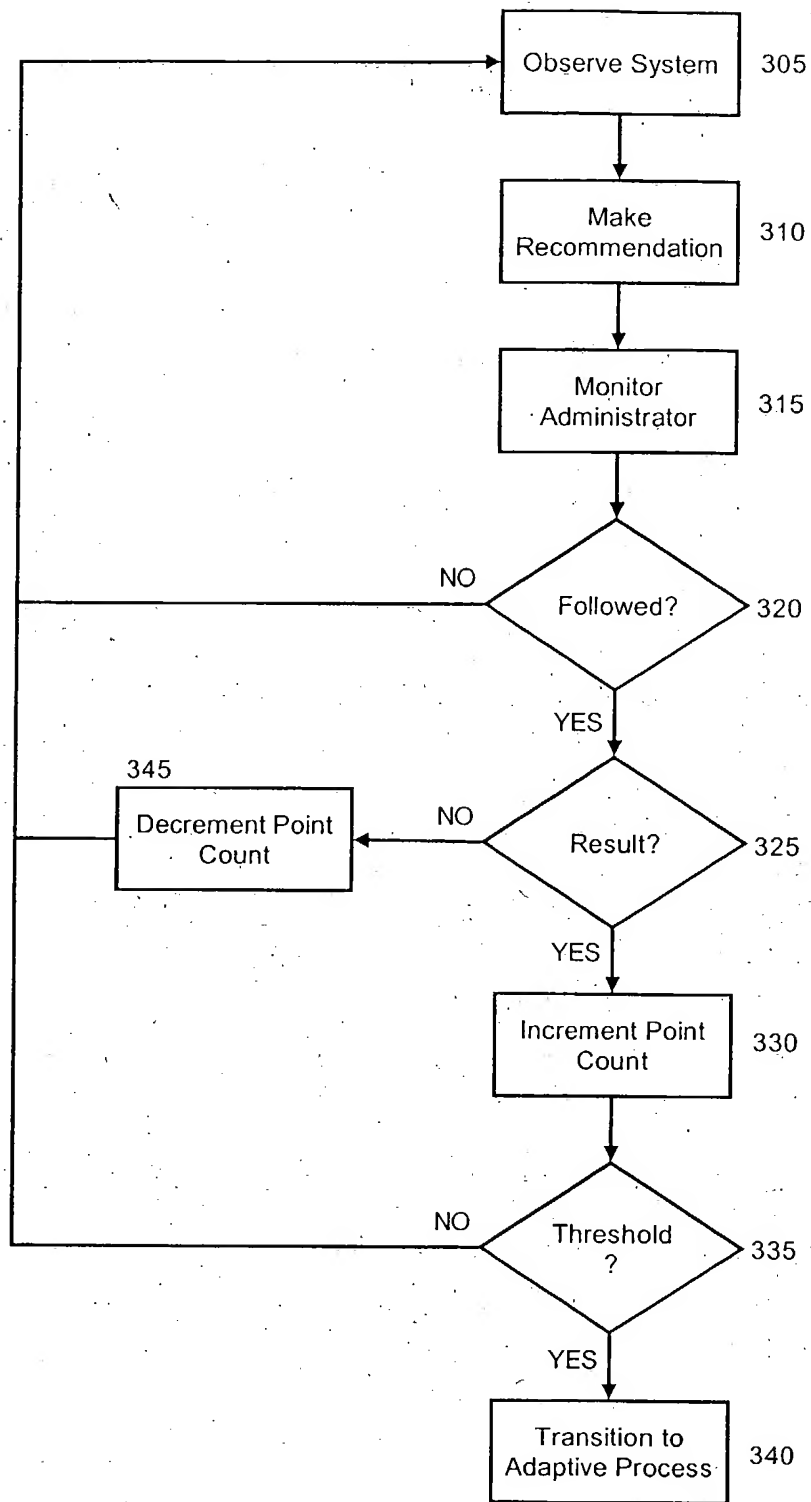 Observe System
305
Make
Recommendation
310
Monitor
Administrator
315
NO
Followed?
320
YES
345
Decrement Point
Count
NO
Result?
325
YES
Increment Point
Count
330
NO
Threshold
?
335
YES
Transition to
Adaptive Process
340